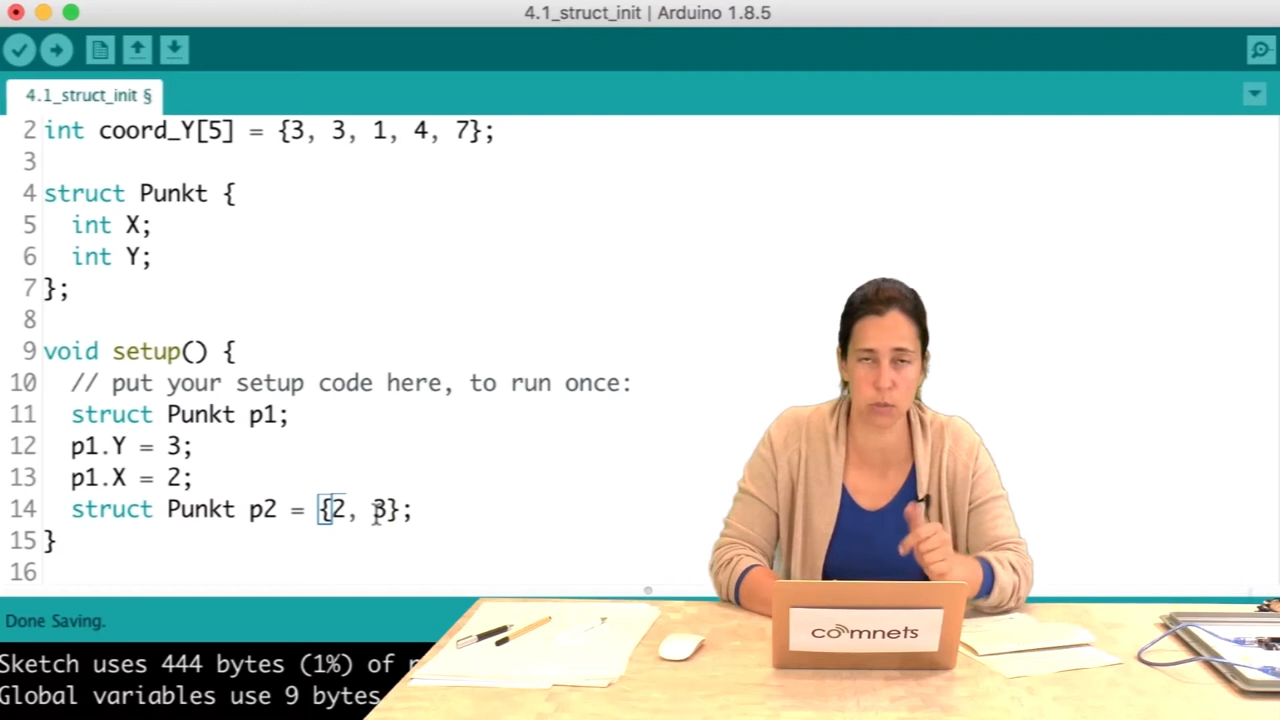 4.1_struct_init | Arduino 1.8.5
4.1_struct_init §
2 int coord_Y[5] = {3, 3, 1, 4, 7};
3
4 struct Punkt {
5 int X;
6 int Y;
7 };
8
9 void setup() {
10 // put your setup code here, to run once:
11 struct Punkt p1;
12 p1.Y = 3;
13 p1.X = 2;
14 struct Punkt p2 = {2, 3};
15 }
16
Done Saving.
Sketch uses 444 bytes (1%) of
Global variables use 9 bytes
comnets